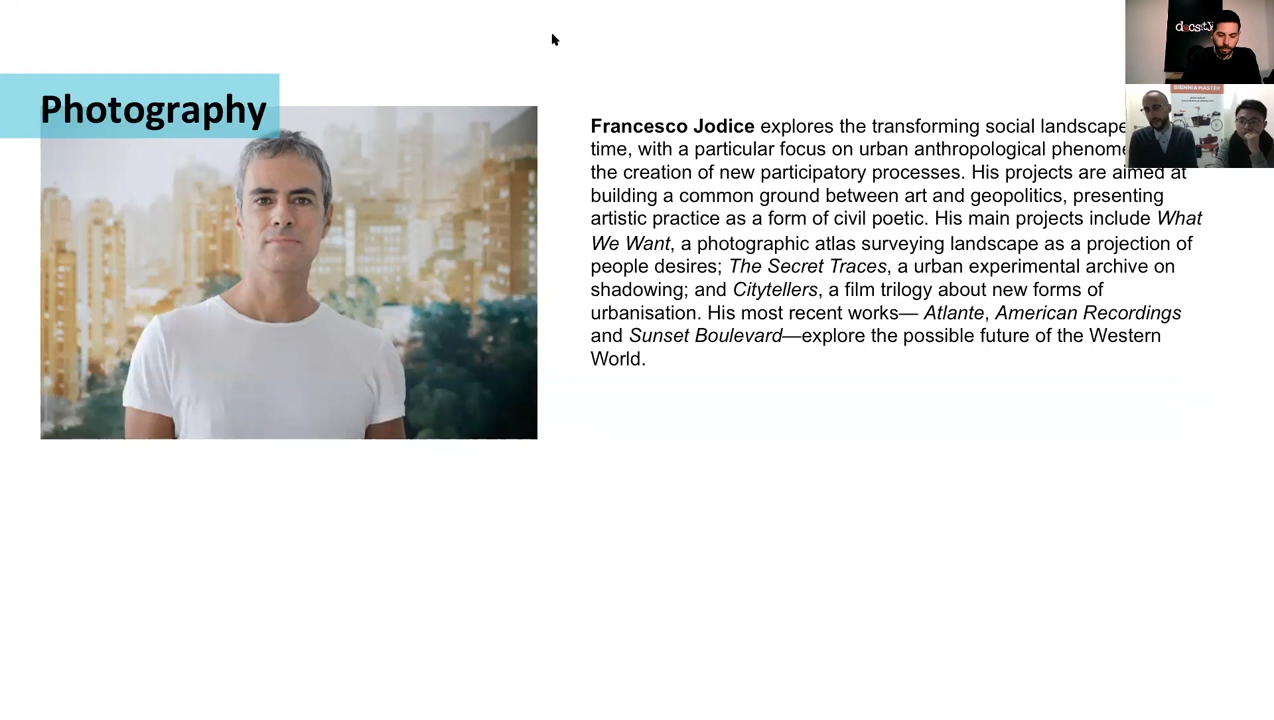 Photography
Francesco Jodice explores the transforming social landscape
time, with a particular focus on urban anthropological
the creation of new participatory processes. His projects are aimed at
building a common ground between art and geopolitics, presenting
artistic practice as a form of civil poetic. His main projects include What
We Want, a photographic atlas surveying landscape as a projection of
people desires; The Secret Traces, a urban experimental archive on
shadowing; and Citytellers, a film trilogy about new forms of
urbanisation. His most recent works— Atlante, American Recordings
and Sunset Boulevard—explore the possible future of the Western
World.
docsity
BIENNI&MASTER